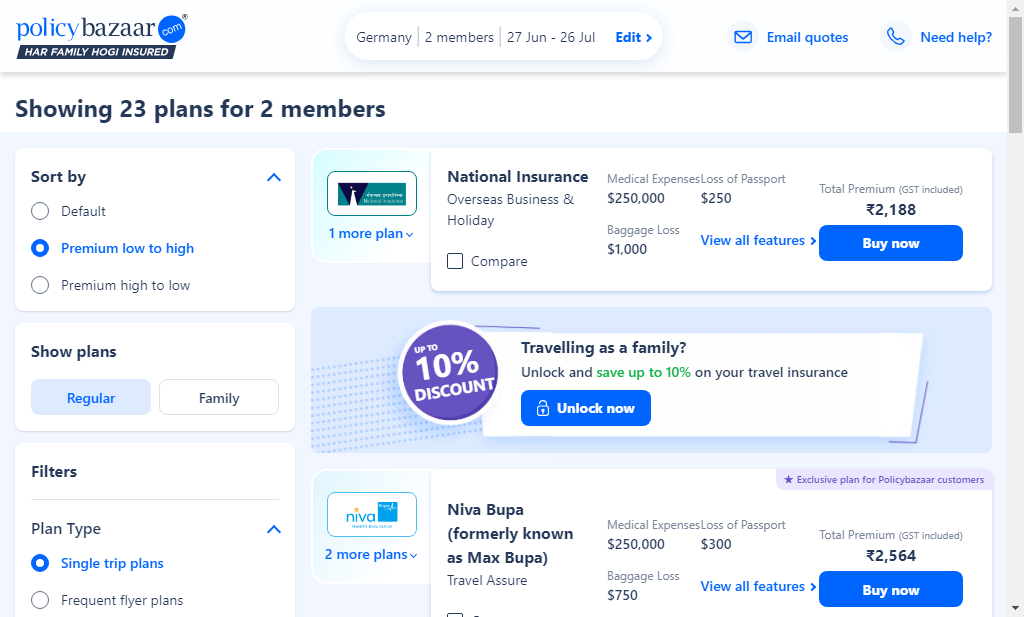 policybazaar.com®
HAR FAMILY HOGI INSURED
Germany 2 members 27 Jun - 26 Jul Edit
Email quotes
Need help?
Showing 23 plans for 2 members
Sort by
Default
Premium low to high
Premium high to low
Show plans
Regular Family
Filters
Plan Type
Single trip plans
Frequent flyer plans
National Insurance
1 more plan
National Insurance
Overseas Business &
Holiday
Compare
Medical Expenses Loss of Passport
$250,000 $250
Baggage Loss
$1,000
View all features
Total Premium (GST included)
₹2,188
Buy now
UP TO
10%
DISCOUNT
Travelling as a family?
Unlock and save up to 10% on your travel insurance
Unlock now
Exclusive plan for Policybazaar customers
niva Bupa
Health Insurance
2 more plans
Niva Bupa
(formerly known
as Max Bupa)
Travel Assure
Medical Expenses Loss of Passport
$250,000 $300
Baggage Loss
$750
View all features
Total Premium (GST included)
₹2,564
Buy now